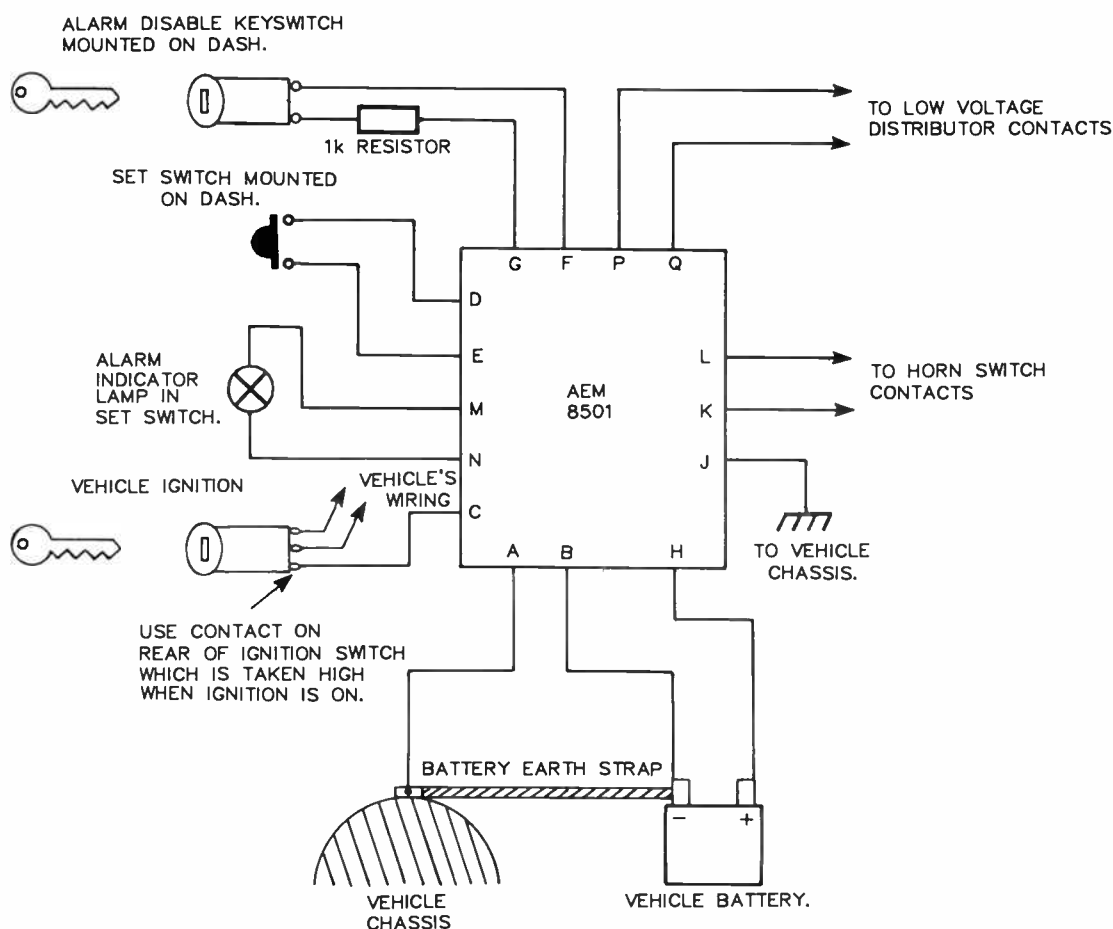 ALARM DISABLE KEYSWITCH
MOUNTED ON DASH.
1k RESISTOR
TO LOW VOLTAGE
DISTRIBUTOR CONTACTS
SET SWITCH MOUNTED
ON DASH.
G F P Q
D
E
ALARM
INDICATOR
LAMP IN
SET SWITCH.
M
N
AEM
8501
L
K
J
TO HORN SWITCH
CONTACTS
VEHICLE IGNITION
VEHICLE'S
WIRING
C
A B H
TO VEHICLE
CHASSIS.
USE CONTACT ON
REAR OF IGNITION SWITCH
WHICH IS TAKEN HIGH
WHEN IGNITION IS ON.
BATTERY EARTH STRAP
- +
VEHICLE
CHASSIS
VEHICLE BATTERY.